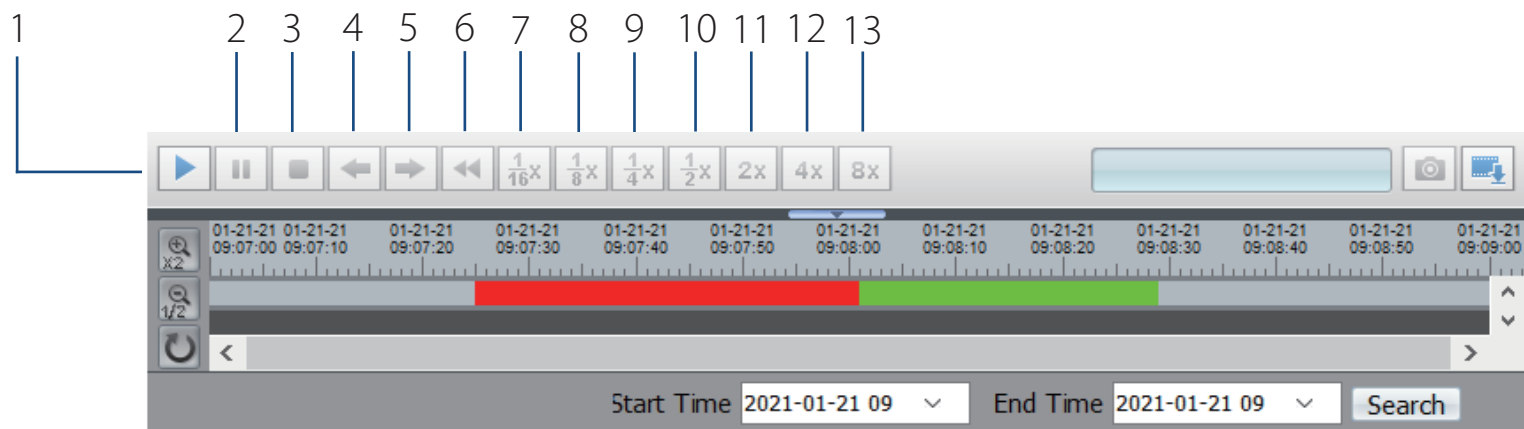 1 2 3 4 5 6 7 8 9 10 11 12 13
1/16x 1/8x 1/4x 1/2x 2x 4x 8x
01-21-21 01-21-21 01-21-21 01-21-21 01-21-21 01-21-21 01-21-21 01-21-21 01-21-21 01-21-21 01-21-21 01-21-21 01-21-21
09:07:00 09:07:10 09:07:20 09:07:30 09:07:40 09:07:50 09:08:00 09:08:10 09:08:20 09:08:30 09:08:40 09:08:50 09:09:00
X2
1/2
Start Time 2021-01-21 09 End Time 2021-01-21 09 Search